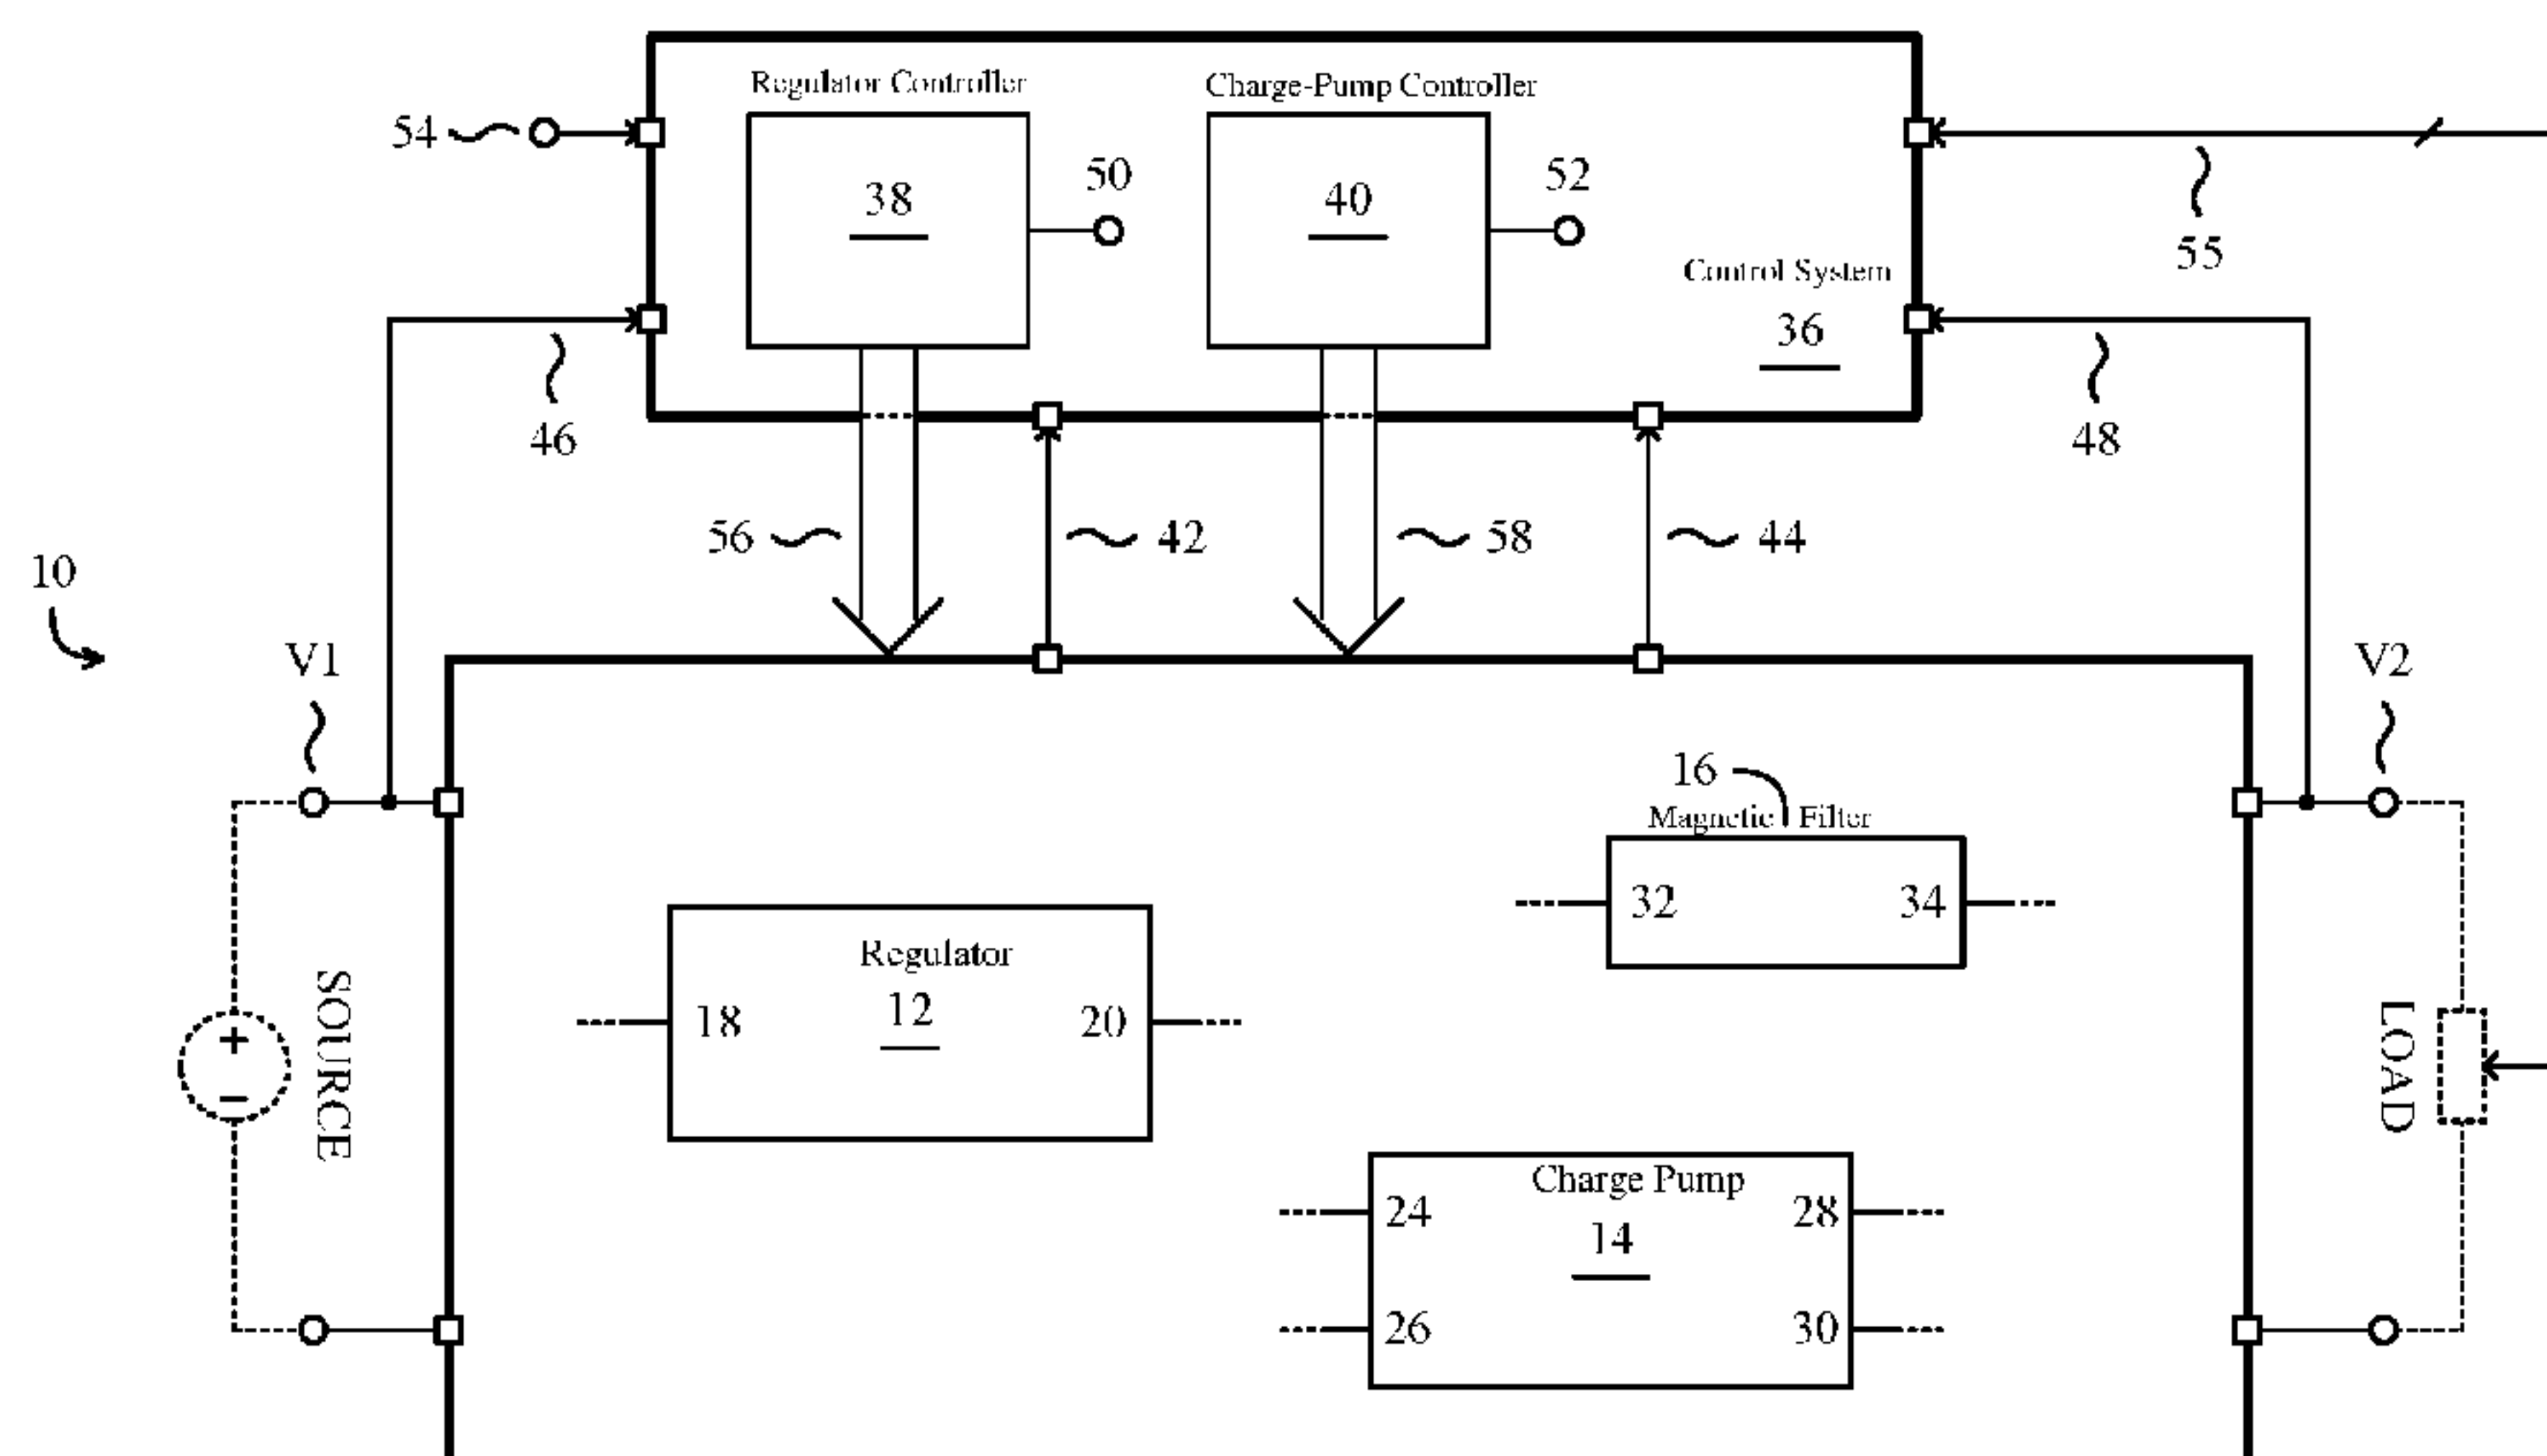 Regulator Controller
Charge-Pump Controller
54
38
50
40
52
55
Control System
36
46
48
56
42
58
44
10
V1
V2
16
Magnetic Filter
32
34
Regulator
12
18
20
SOURCE
+
−
LOAD
Charge Pump
14
24
28
26
30